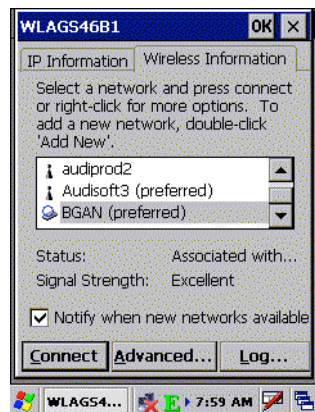 WLAGS46B1 OK ×
IP Information Wireless Information
Select a network and press connect
or right-click for more options. To
add a new network, double-click
'Add New'.
audiprod2
Audisoft3 (preferred)
BGAN (preferred)
Status: Associated with...
Signal Strength: Excellent
Notify when new networks available
Connect Advanced... Log...
WLAGS4... E 7:59 AM